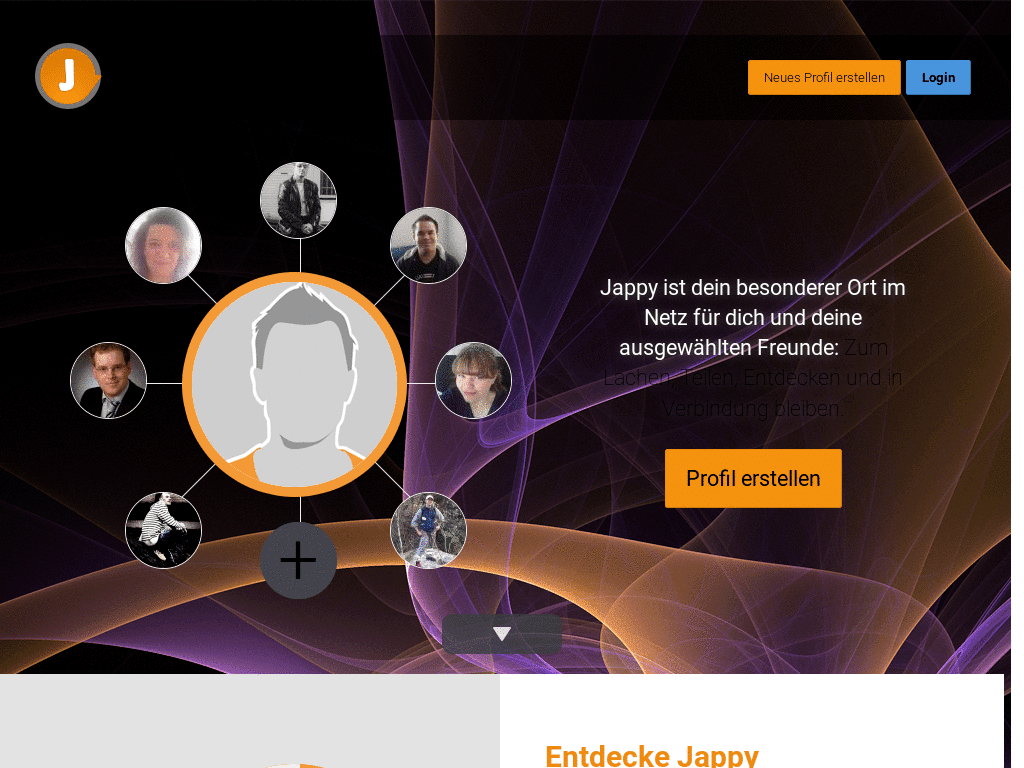 J
Neues Profil erstellen
Login
Jappy ist dein besonderer Ort im
Netz für dich und deine
ausgewählten Freunde: Zum
Lachen, Teilen, Entdecken und in
Verbindung bleiben.
Profil erstellen
Entdecke Jappy